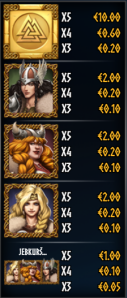 X5 €10.00
X4 €0.60
X3 €0.20
X5 €2.00
X4 €0.20
X3 €0.10
X5 €2.00
X4 €0.20
X3 €0.10
X5 €2.00
X4 €0.20
X3 €0.10
JEBKURŠ...
X5 €1.00
X4 €0.10
X3 €0.05